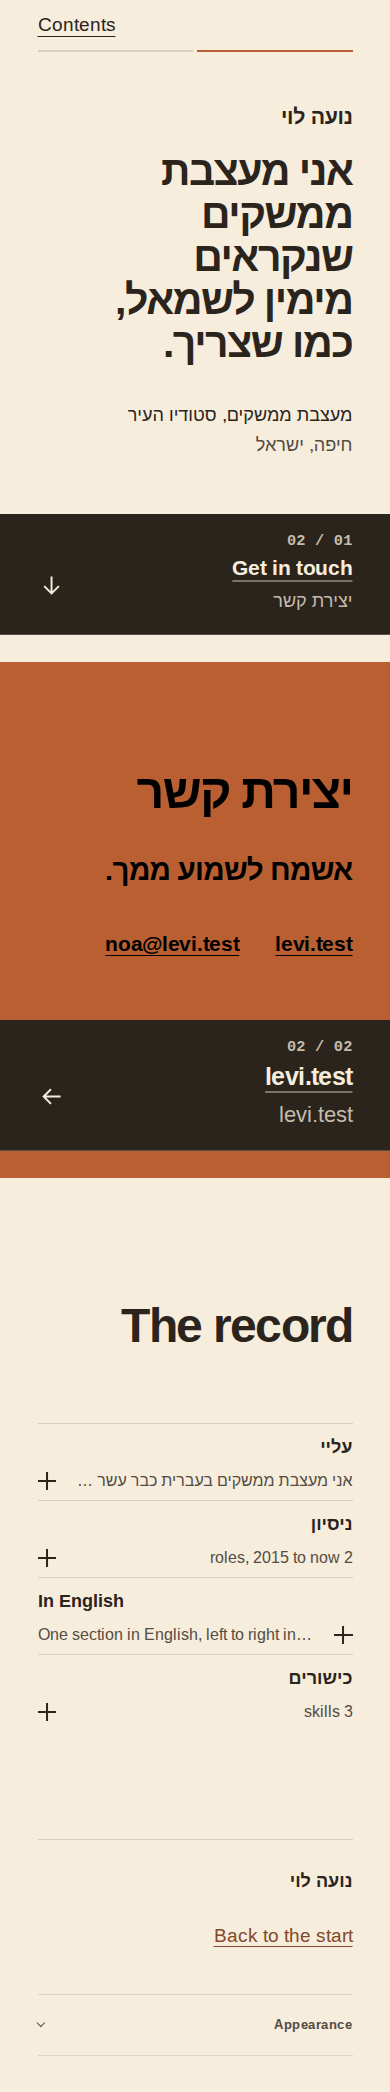 Contents
נועה לוי
אני מעצבת
ממשקים
שנקראים
מימין לשמאל,
כמו שצריך.
מעצבת ממשקים, סטודיו העיר
חיפה, ישראל
02 / 01
Get in touch
יצירת קשר
יצירת קשר
אשמח לשמוע ממך.
levi.test noa@levi.test
02 / 02
levi.test
levi.test
The record
עליי
אני מעצבת ממשקים בעברית כבר עשר …
ניסיון
roles, 2015 to now 2
In English
One section in English, left to right in…
כישורים
skills 3
נועה לוי
Back to the start
Appearance